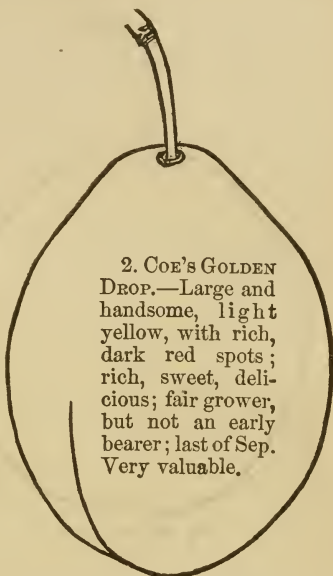 2. COE'S GOLDEN
DROP.—Large and
handsome, light
yellow, with rich,
dark red spots;
rich, sweet, deli-
cious; fair grower,
but not an early
bearer; last of Sep.
Very valuable.